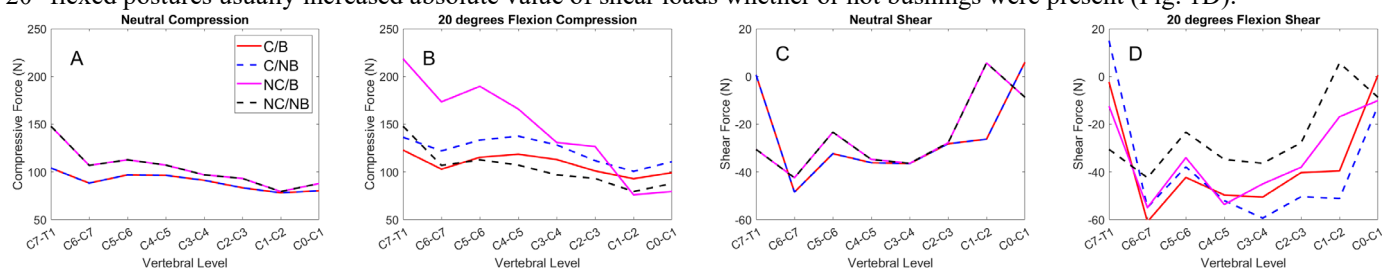 20° flexed postures usually increased absolute value of shear loads whether or not bushings were present (Fig. 1D).
Neutral Compression
20 degrees Flexion Compression
Neutral Shear
20 degrees Flexion Shear
A
B
C
D
C/B
C/NB
NC/B
NC/NB
Compressive Force (N)
250
200
150
100
50
C7-T1
C6-C7
C5-C6
C4-C5
C3-C4
C2-C3
C1-C2
C0-C1
Vertebral Level
Compressive Force (N)
250
200
150
100
50
C7-T1
C6-C7
C5-C6
C4-C5
C3-C4
C2-C3
C1-C2
C0-C1
Vertebral Level
Shear Force (N)
20
0
-20
-40
-60
C7-T1
C6-C7
C5-C6
C4-C5
C3-C4
C2-C3
C1-C2
C0-C1
Vertebral Level
Shear Force (N)
20
0
-20
-40
-60
C7-T1
C6-C7
C5-C6
C4-C5
C3-C4
C2-C3
C1-C2
C0-C1
Vertebral Level